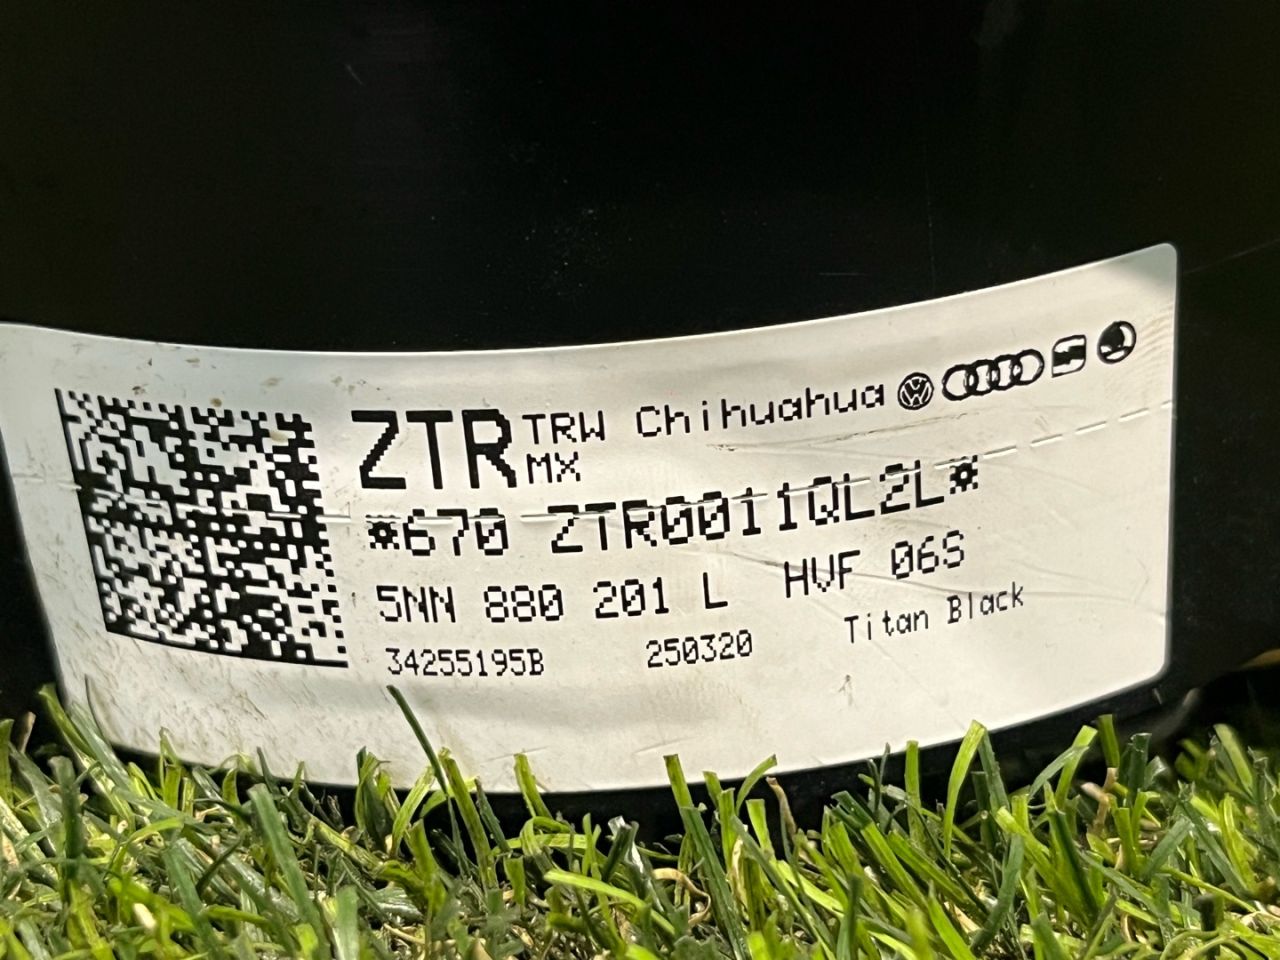 ZTR TRW Chihuahua
MX
*670 ZTR0011QL2L*
5NN 880 201 L HVF 06S
34255195B 250320 Titan Black